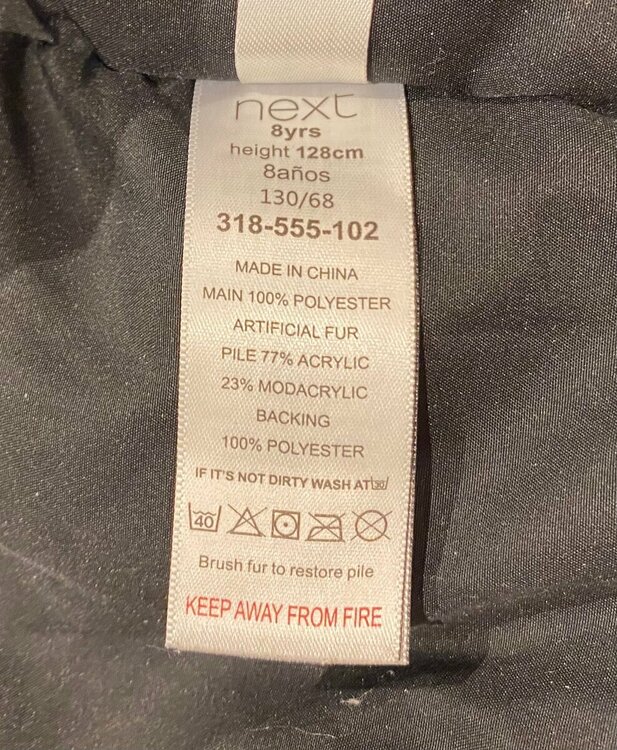 next
8yrs
height 128cm
8años
130/68
318-555-102
MADE IN CHINA
MAIN 100% POLYESTER
ARTIFICIAL FUR
PILE 77% ACRYLIC
23% MODACRYLIC
BACKING
100% POLYESTER
IF IT'S NOT DIRTY WASH AT 30
40
Brush fur to restore pile
KEEP AWAY FROM FIRE